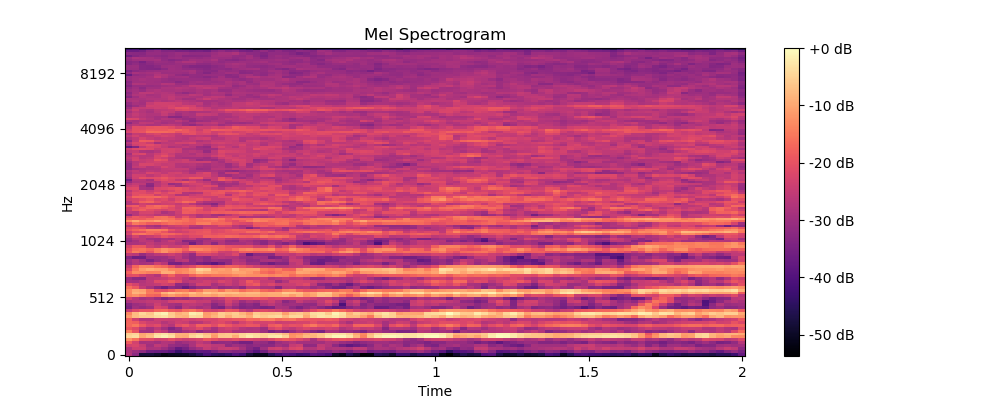 Mel Spectrogram
+0 dB
8192
-10 dB
4096
-20 dB
2048
Hz
-30 dB
1024
-40 dB
512
-50 dB
0
0 0.5 1 1.5 2
Time